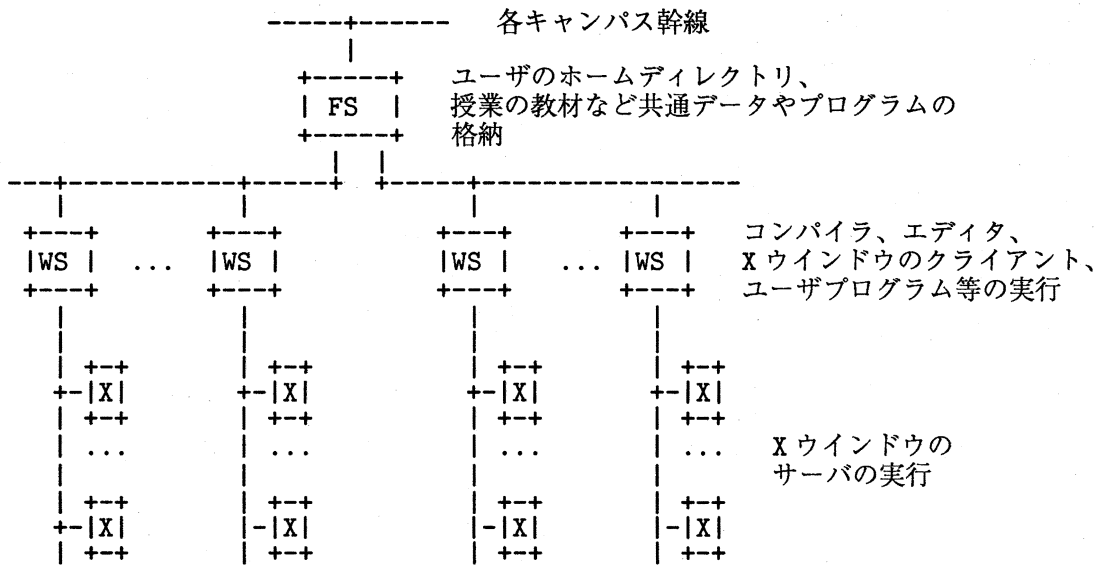 各キャンパス幹線
ユーザのホームディレクトリ、
FS 授業の教材など共通データやプログラムの
格納
コンパイラ、エディタ、
WS ... WS WS ... WS Xウインドウのクライアント、
ユーザプログラム等の実行
X X X X
... ... ... ... Xウインドウの
サーバの実行
X X X X